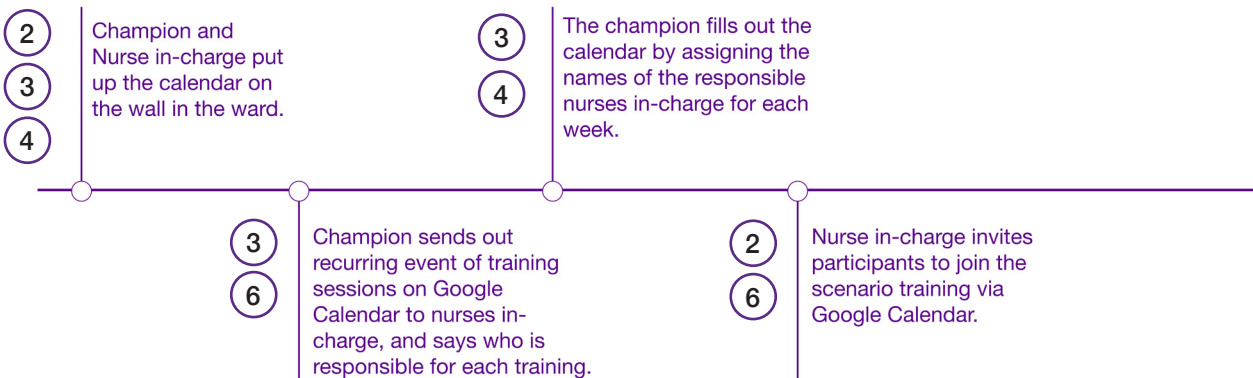 2
3
4
Champion and
Nurse in-charge put
up the calendar on
the wall in the ward.
3
6
Champion sends out
recurring event of training
sessions on Google
Calendar to nurses in-
charge, and says who is
responsible for each training.
3
4
The champion fills out the
calendar by assigning the
names of the responsible
nurses in-charge for each
week.
2
6
Nurse in-charge invites
participants to join the
scenario training via
Google Calendar.